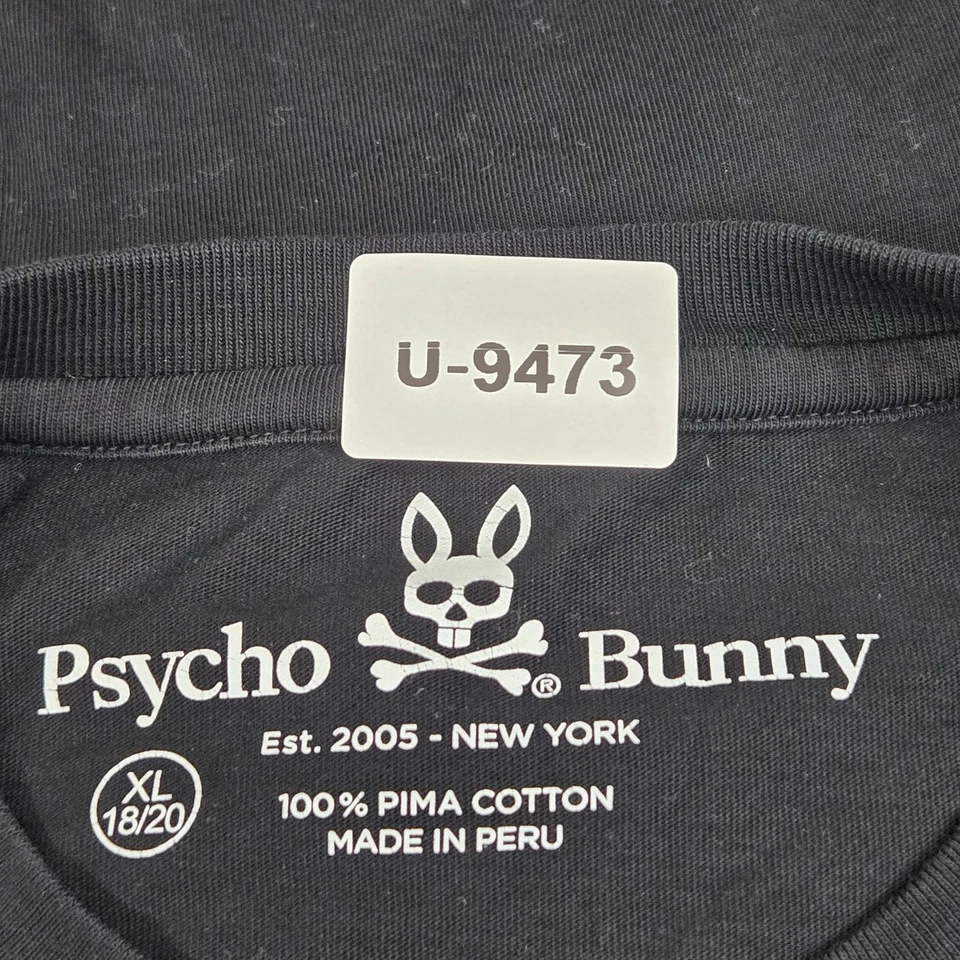 U-9473
Psycho ® Bunny
Est. 2005 - NEW YORK
XL
18/20
100% PIMA COTTON
MADE IN PERU